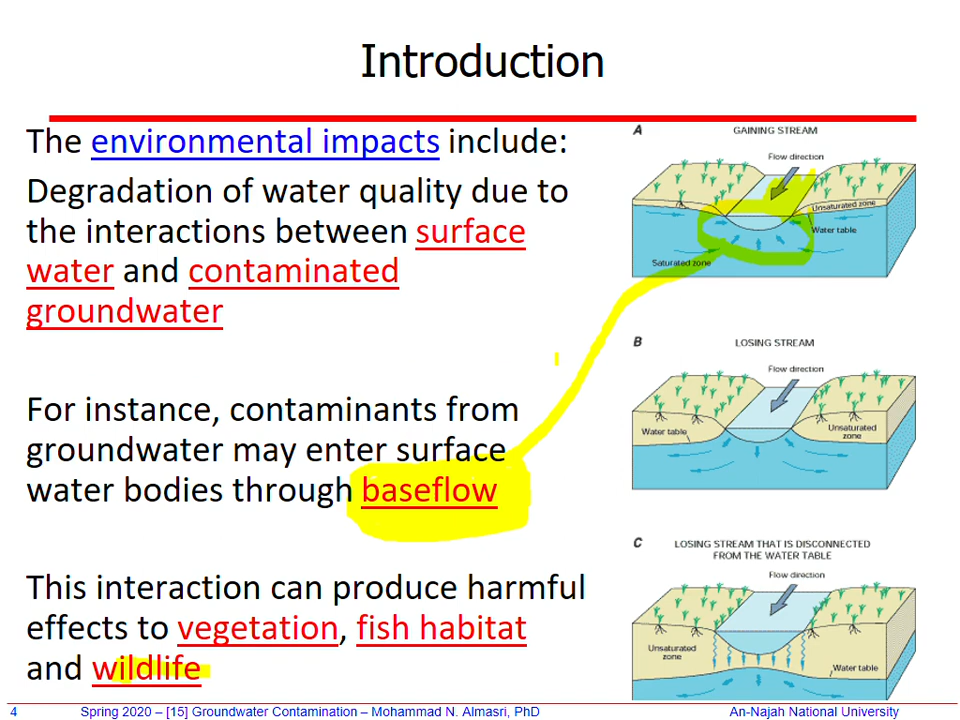 Introduction
The environmental impacts include:
Degradation of water quality due to
the interactions between surface
water and contaminated
groundwater
For instance, contaminants from
groundwater may enter surface
water bodies through baseflow
This interaction can produce harmful
effects to vegetation, fish habitat
and wildlife
A
GAINING STREAM
Flow direction
Unsaturated zone
Water table
Saturated zone
B
LOSING STREAM
Flow direction
Water table
Unsaturated
zone
C
LOSING STREAM THAT IS DISCONNECTED
FROM THE WATER TABLE
Flow direction
Unsaturated
zone
Water table
4
Spring 2020 – [15] Groundwater Contamination – Mohammad N. Almasri, PhD
An-Najah National University